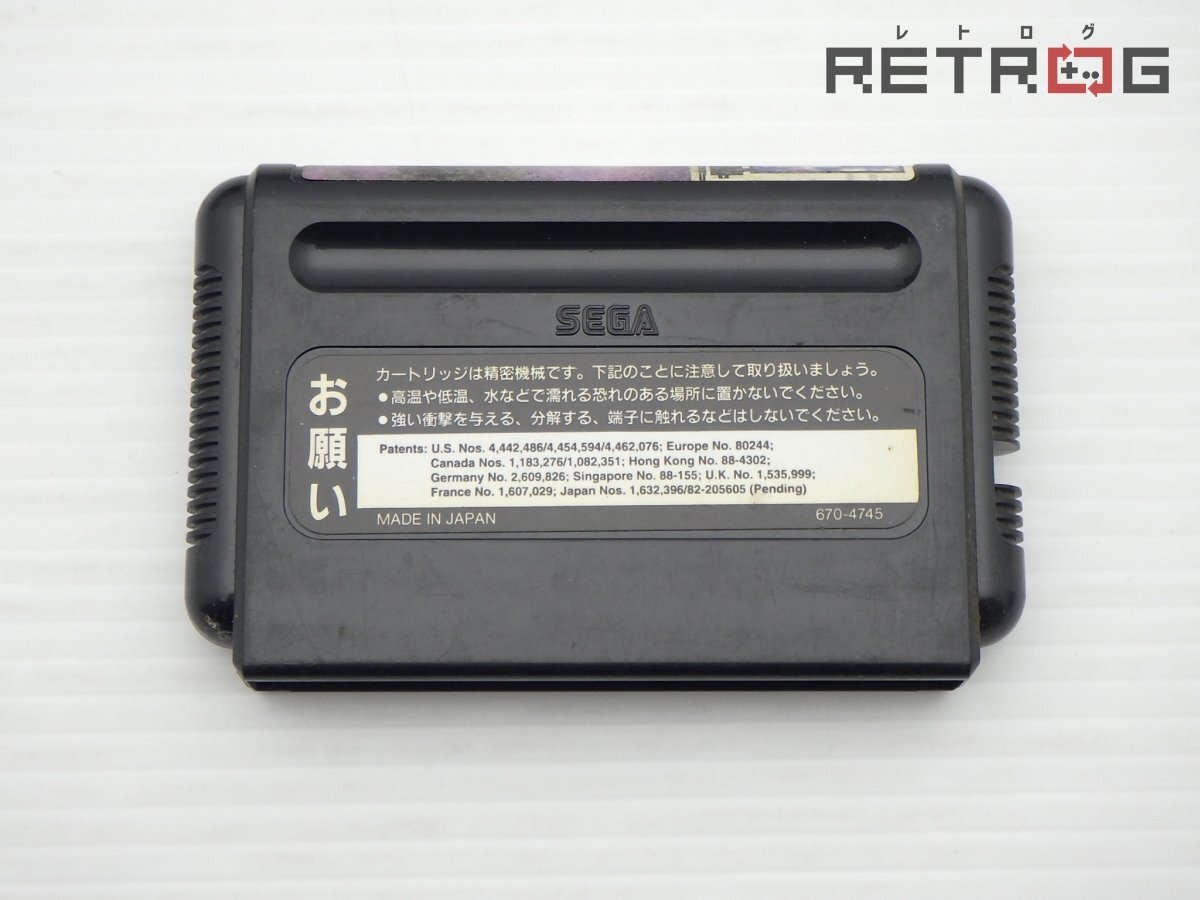 レトログ
RETROG
SEGA
お願い
カートリッジは精密機械です。下記のことに注意して取り扱いましょう。
●高温や低温、水などで濡れる恐れのある場所に置かないでください。
●強い衝撃を与える、分解する、端子に触れるなどはしないでください。
Patents: U.S. Nos. 4,442,486/4,454,594/4,462,076; Europe No. 80244;
Canada Nos. 1,183,276/1,082,351; Hong Kong No. 88-4302;
Germany No. 2,609,826; Singapore No. 88-155; U.K. No. 1,535,999;
France No. 1,607,029; Japan Nos. 1,632,396/82-205605 (Pending)
MADE IN JAPAN
670-4745